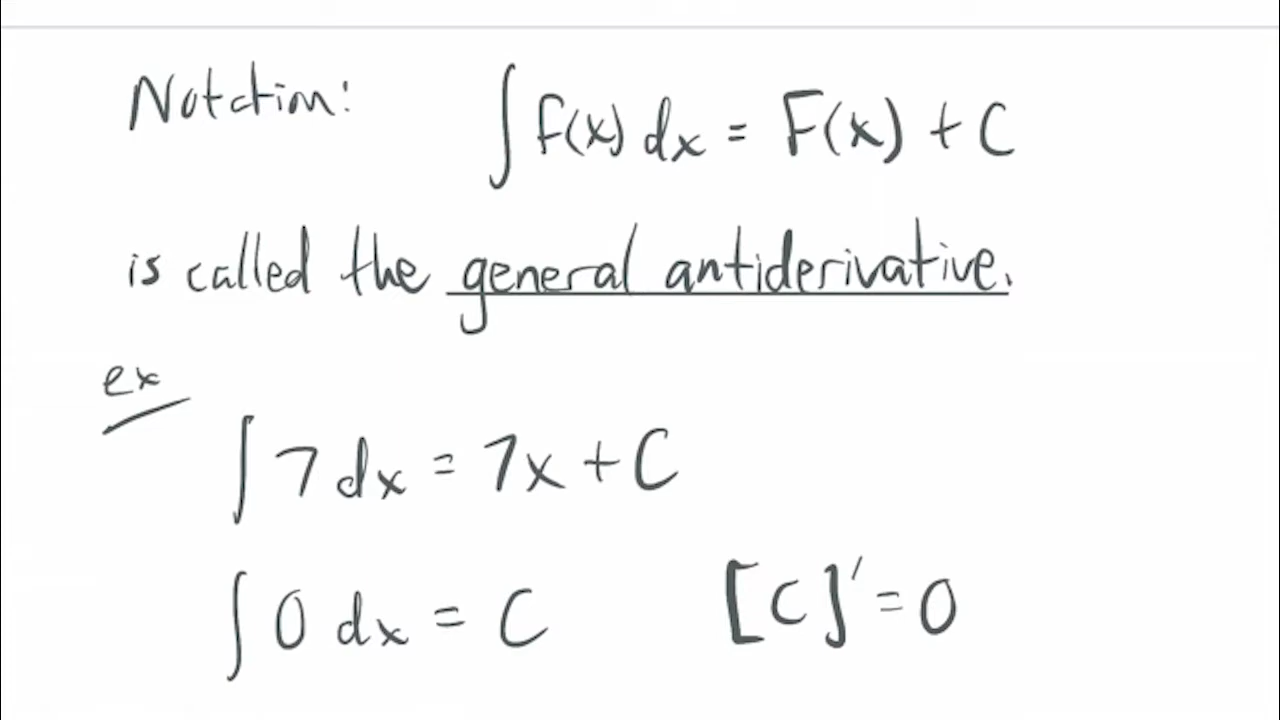 Notation: ∫ f(x) dx = F(x) + C
is called the general antiderivative.
ex
∫ 7 dx = 7x + C
∫ 0 dx = C [C]' = 0